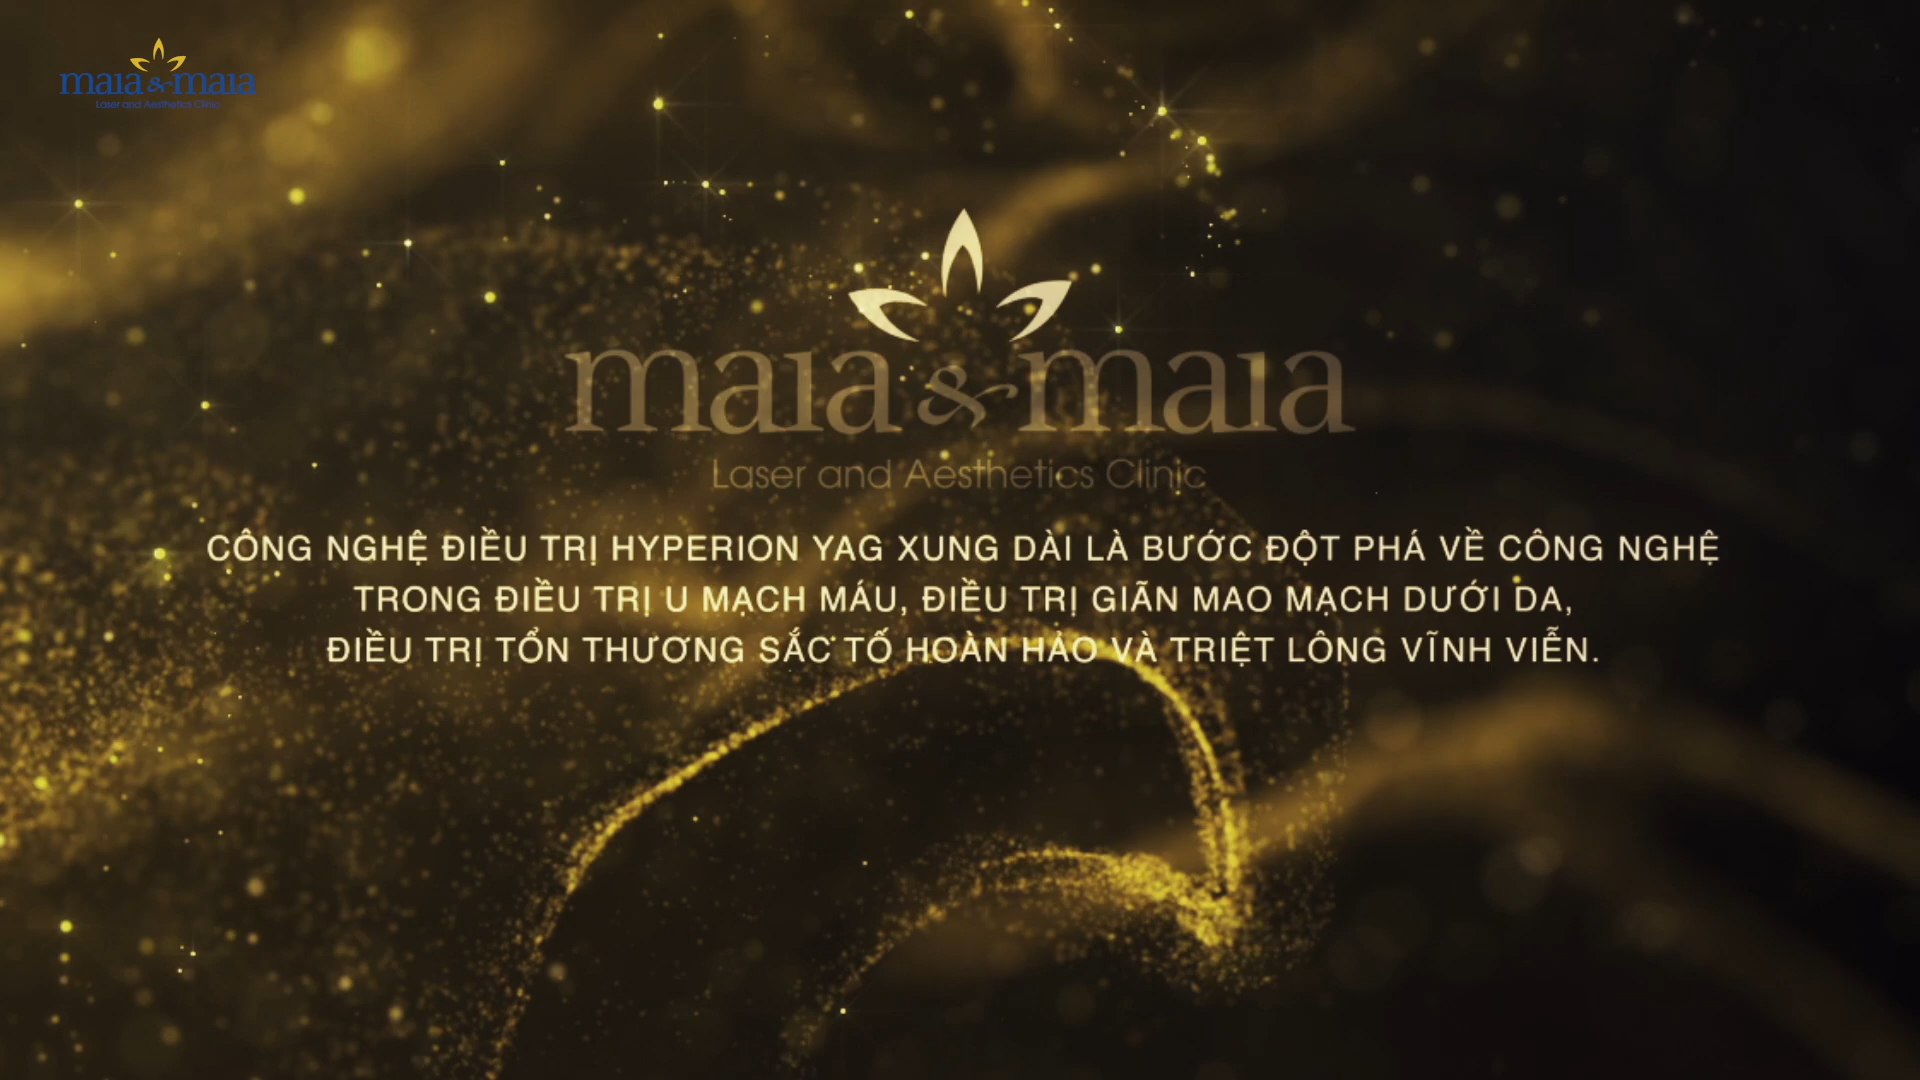 maia & maia
Laser and Aesthetics Clinic
maia & maia
Laser and Aesthetics Clinic
CÔNG NGHỆ ĐIỀU TRỊ HYPERION YAG XUNG DÀI LÀ BƯỚC ĐỘT PHÁ VỀ CÔNG NGHỆ
TRONG ĐIỀU TRỊ U MẠCH MÁU, ĐIỀU TRỊ GIÃN MAO MẠCH DƯỚI DA,
ĐIỀU TRỊ TỔN THƯƠNG SẮC TỐ HOÀN HẢO VÀ TRIỆT LÔNG VĨNH VIỄN.